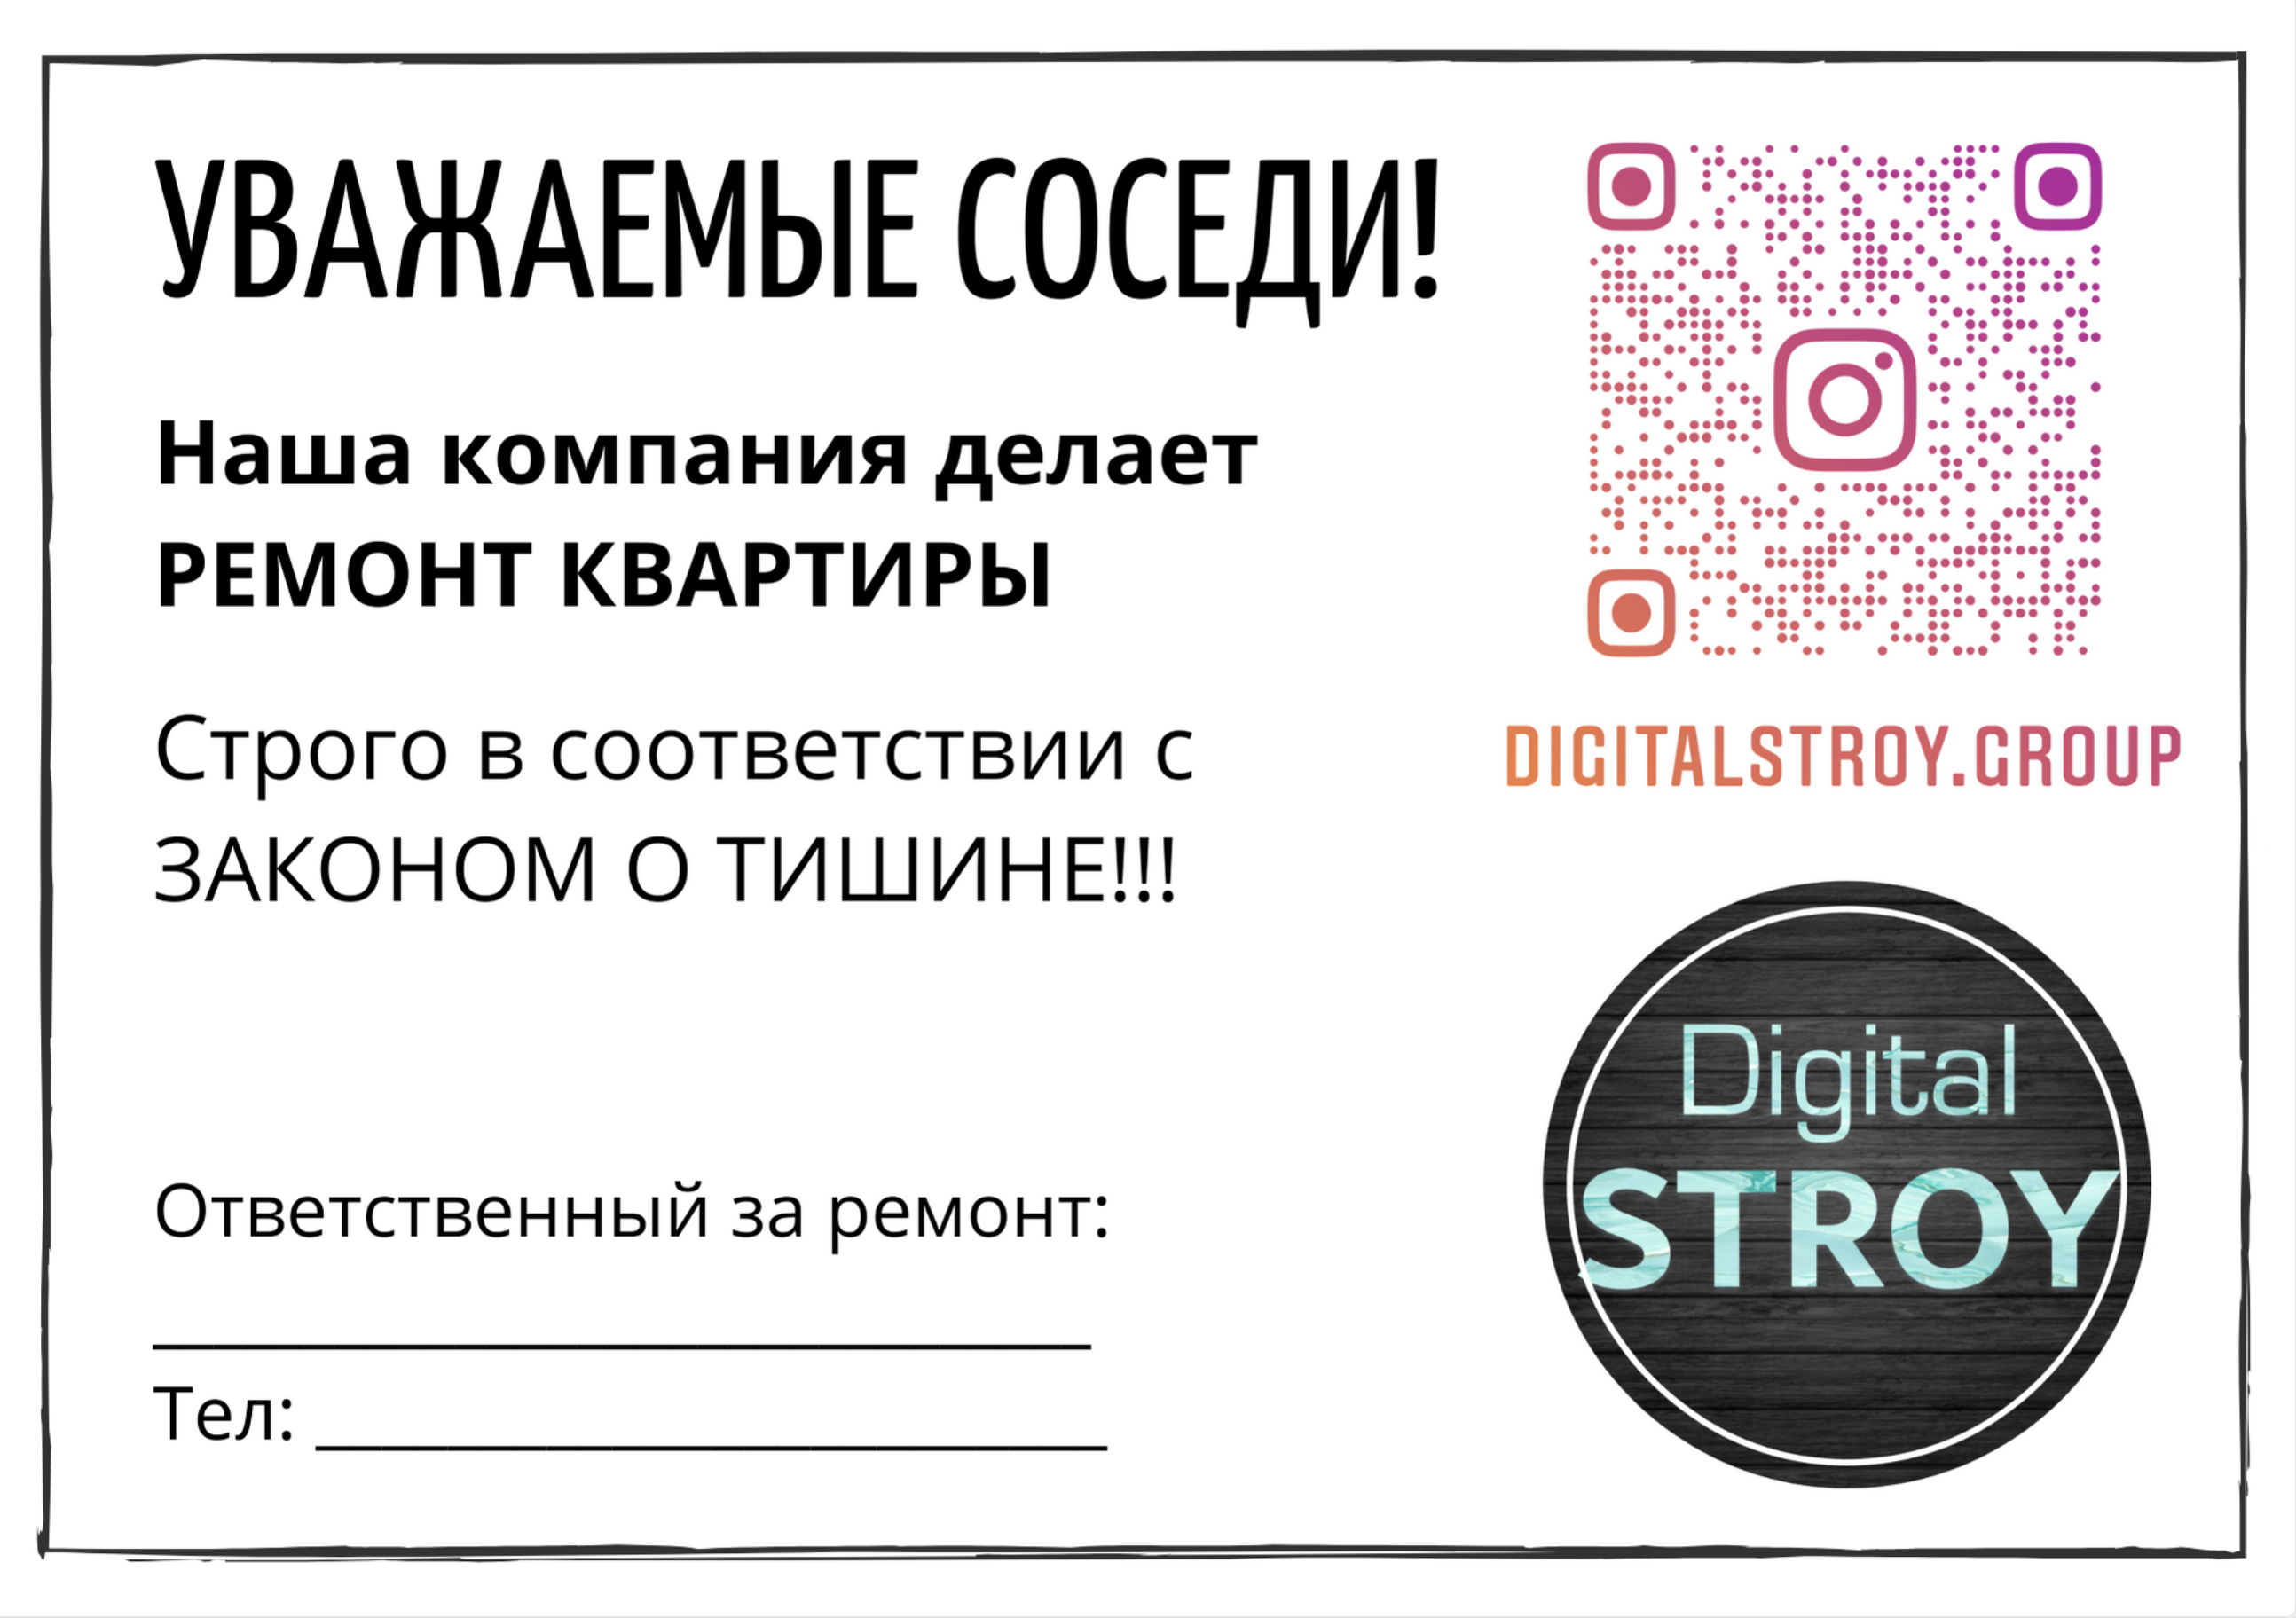 УВАЖАЕМЫЕ СОСЕДИ!
Наша компания делает
РЕМОНТ КВАРТИРЫ
Строго в соответствии с
ЗАКОНОМ О ТИШИНЕ!!!
Ответственный за ремонт:
Тел:
DIGITALSTROY.GROUP
Digital
STROY